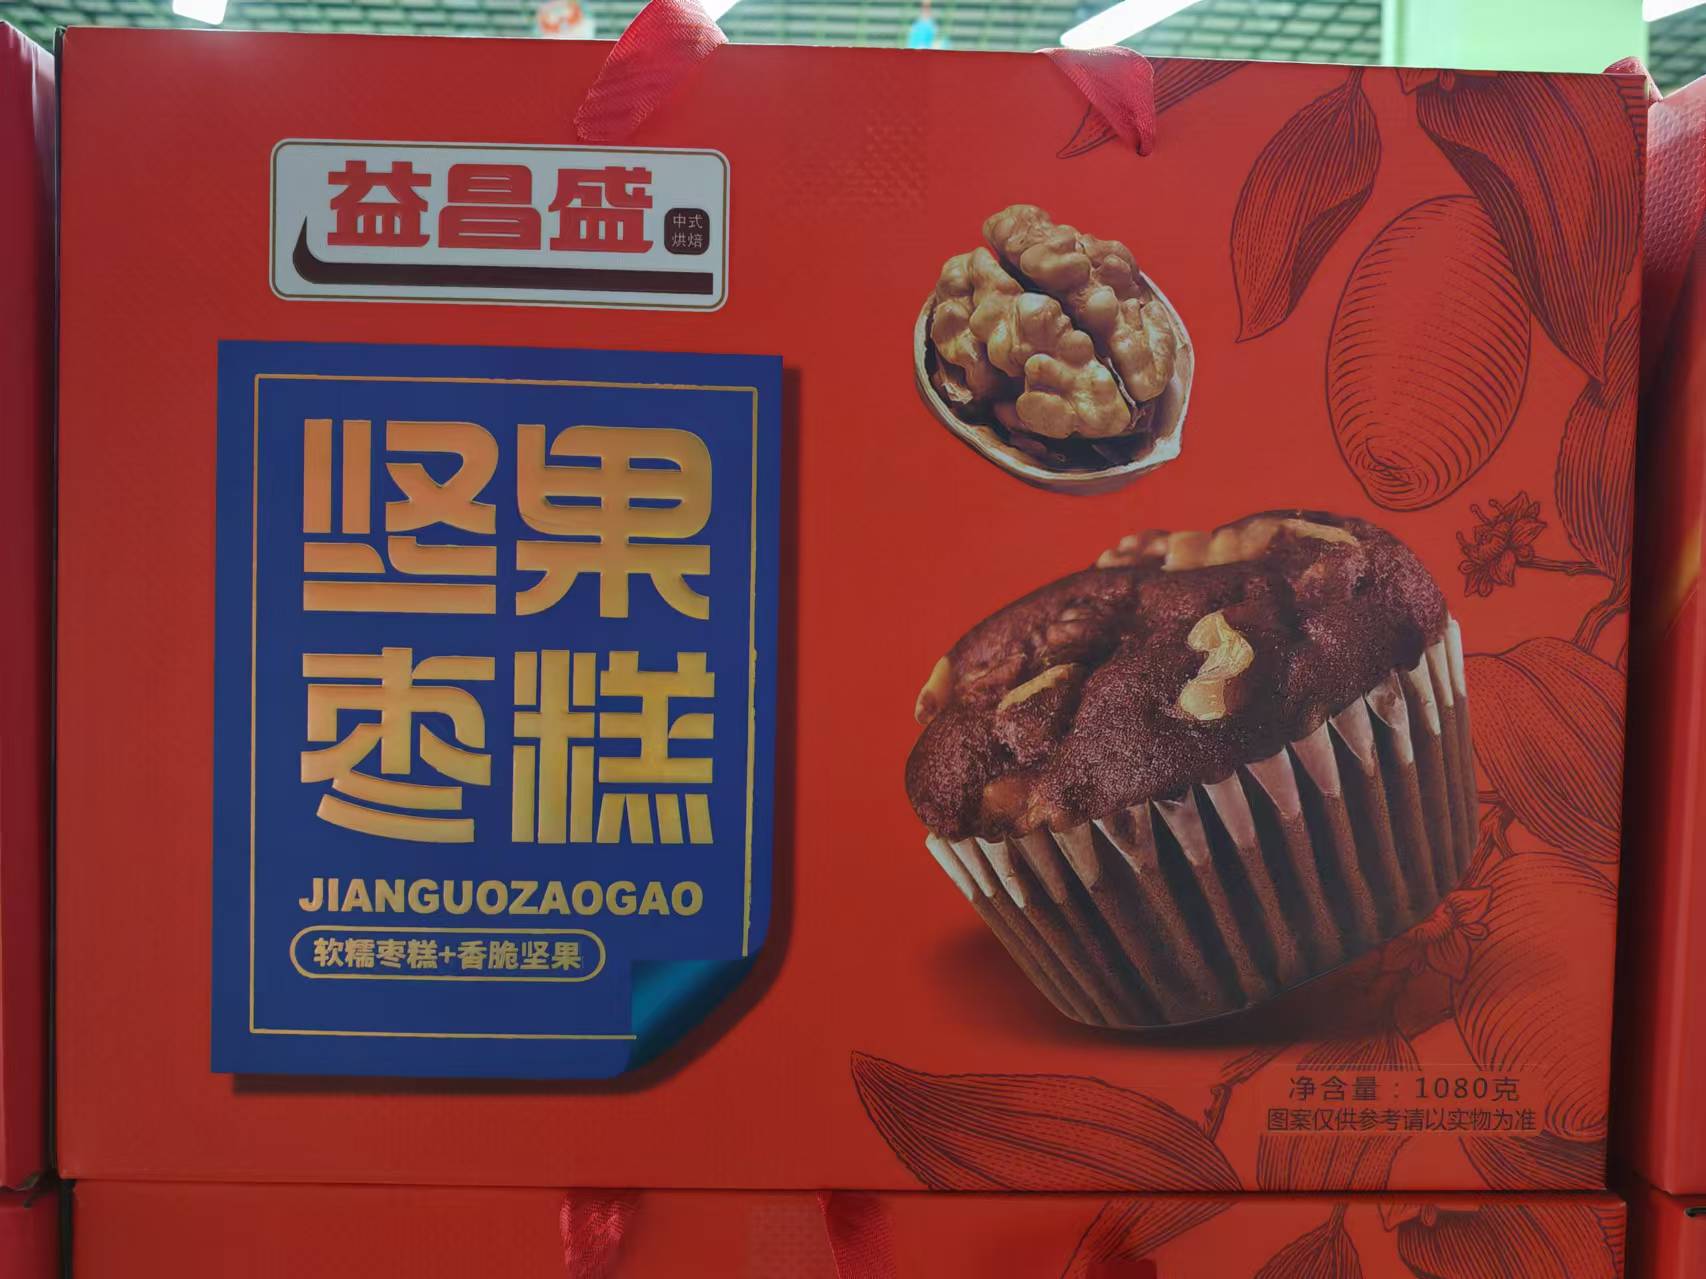 益昌盛
中式
烘焙
坚果
枣糕
JIANGUOZAOGAO
软糯枣糕+香脆坚果
净含量：1080克
图案仅供参考请以实物为准